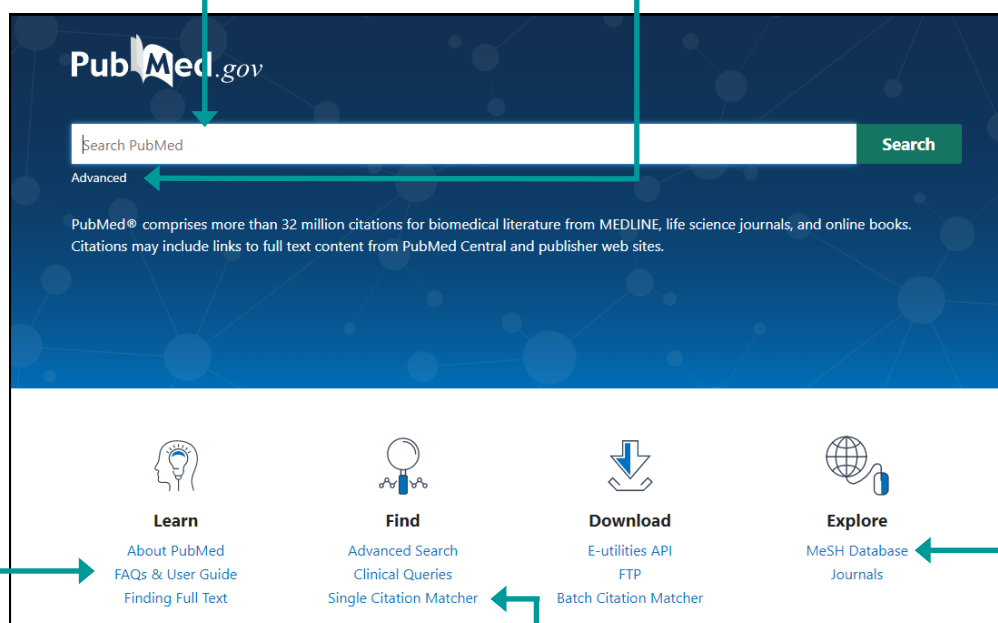 PubMed.gov
Search PubMed
Search
Advanced
PubMed® comprises more than 32 million citations for biomedical literature from MEDLINE, life science journals, and online books.
Citations may include links to full text content from PubMed Central and publisher web sites.
Learn
About PubMed
FAQs & User Guide
Finding Full Text
Find
Advanced Search
Clinical Queries
Single Citation Matcher
Download
E-utilities API
FTP
Batch Citation Matcher
Explore
MeSH Database
Journals